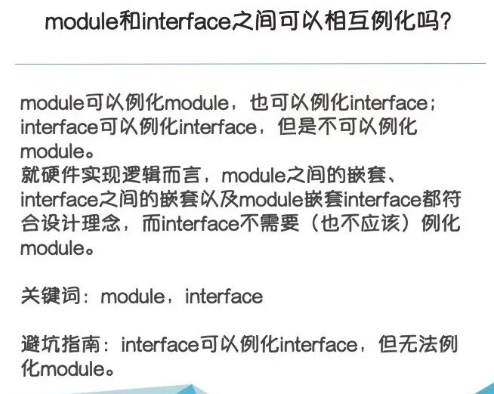 module和interface之间可以相互例化吗?
module可以例化module，也可以例化interface；
interface可以例化interface，但是不可以例化
module。
就硬件实现逻辑而言，module之间的嵌套、
interface之间的嵌套以及module嵌套interface都符
合设计理念，而interface不需要（也不应该）例化
module。
关键词：module，interface
避坑指南：interface可以例化interface，但无法例
化module。